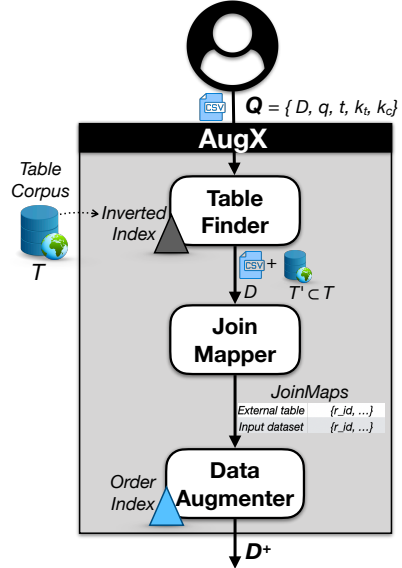 CSV
Q = { D, q, t, kt, kc}
AugX
Table
Corpus
T
Inverted
Index
Table
Finder
CSV +
D
T' ⊂ T
Join
Mapper
JoinMaps
External table {r_id, ...}
Input dataset {r_id, ...}
Order
Index
Data
Augmenter
D+